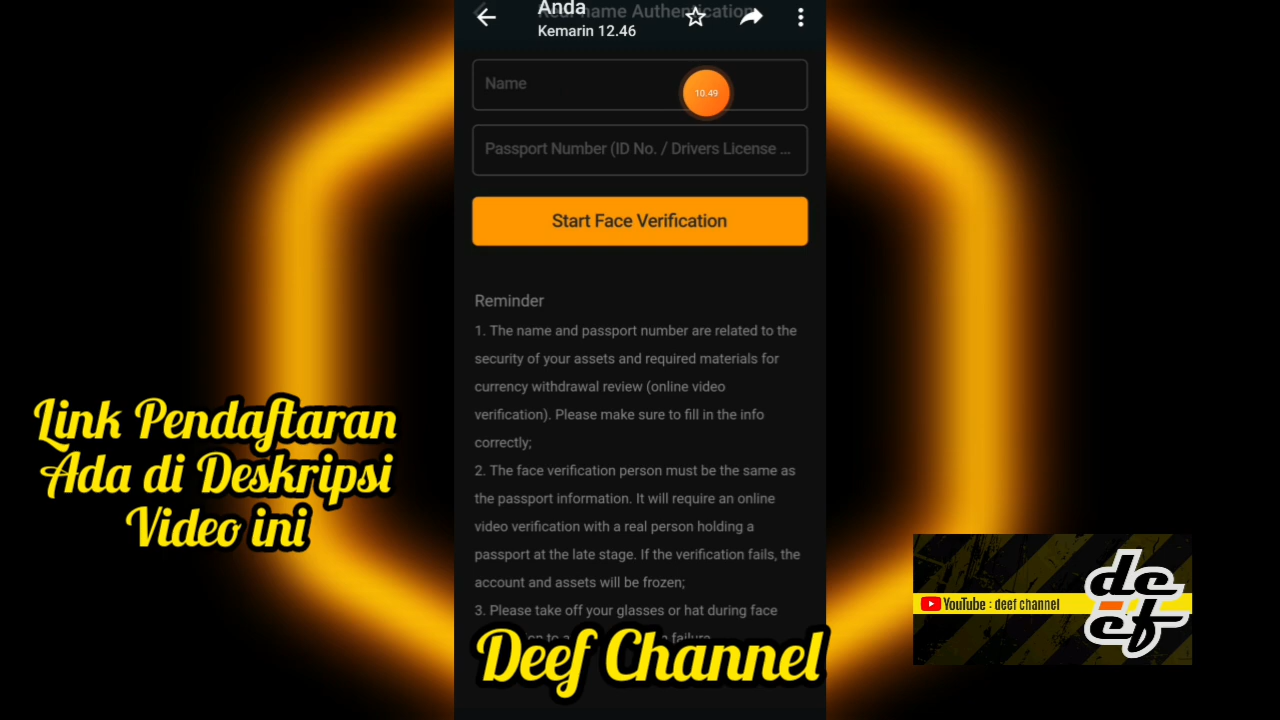 Anda
Real-name Authentication
Kemarin 12.46
Name
10.49
Passport Number (ID No. / Drivers License ...
Start Face Verification
Reminder
1. The name and passport number are related to the
security of your assets and required materials for
currency withdrawal review (online video
verification). Please make sure to fill in the info
correctly;
2. The face verification person must be the same as
the passport information. It will require an online
video verification with a real person holding a
passport at the late stage. If the verification fails, the
account and assets will be frozen;
3. Please take off your glasses or hat during face
failure
Link Pendaftaran
Ada di Deskripsi
Video ini
Deef Channel
YouTube : deef channel
de
ef